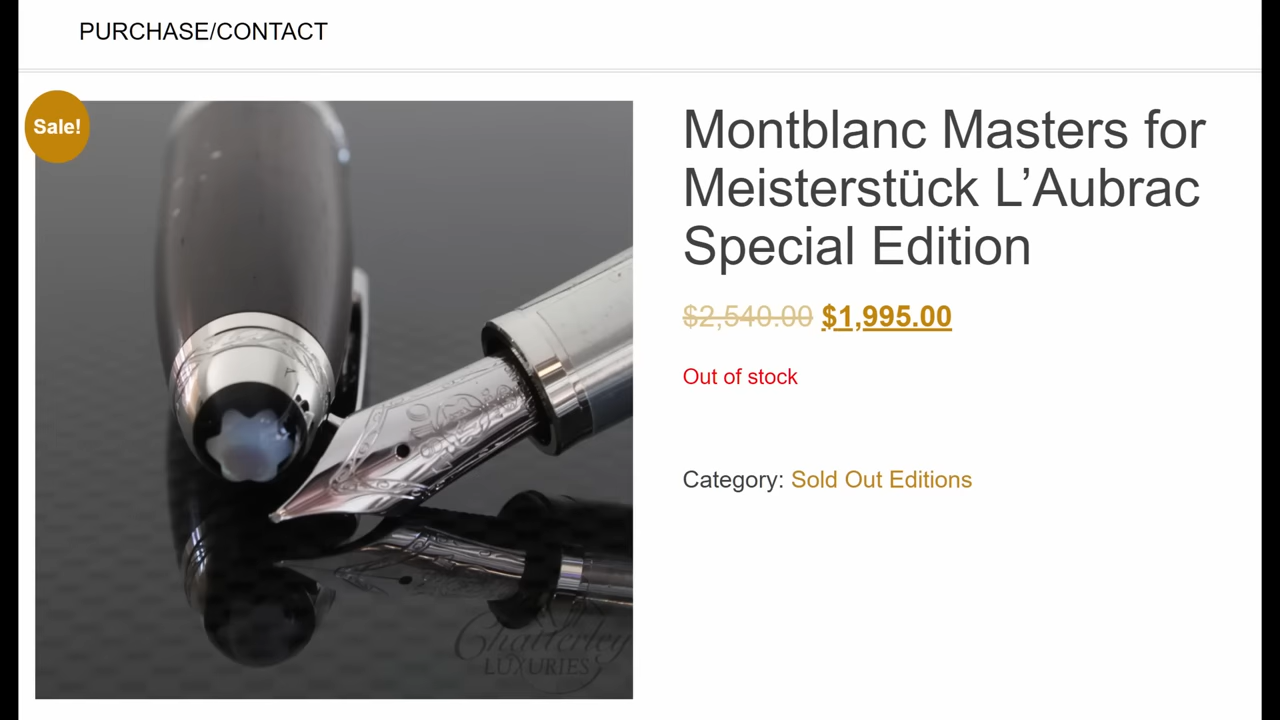 PURCHASE/CONTACT
Sale!
Montblanc Masters for
Meisterstück L’Aubrac
Special Edition
$2,540.00 $1,995.00
Out of stock
Category: Sold Out Editions
Chatterley
LUXURIES